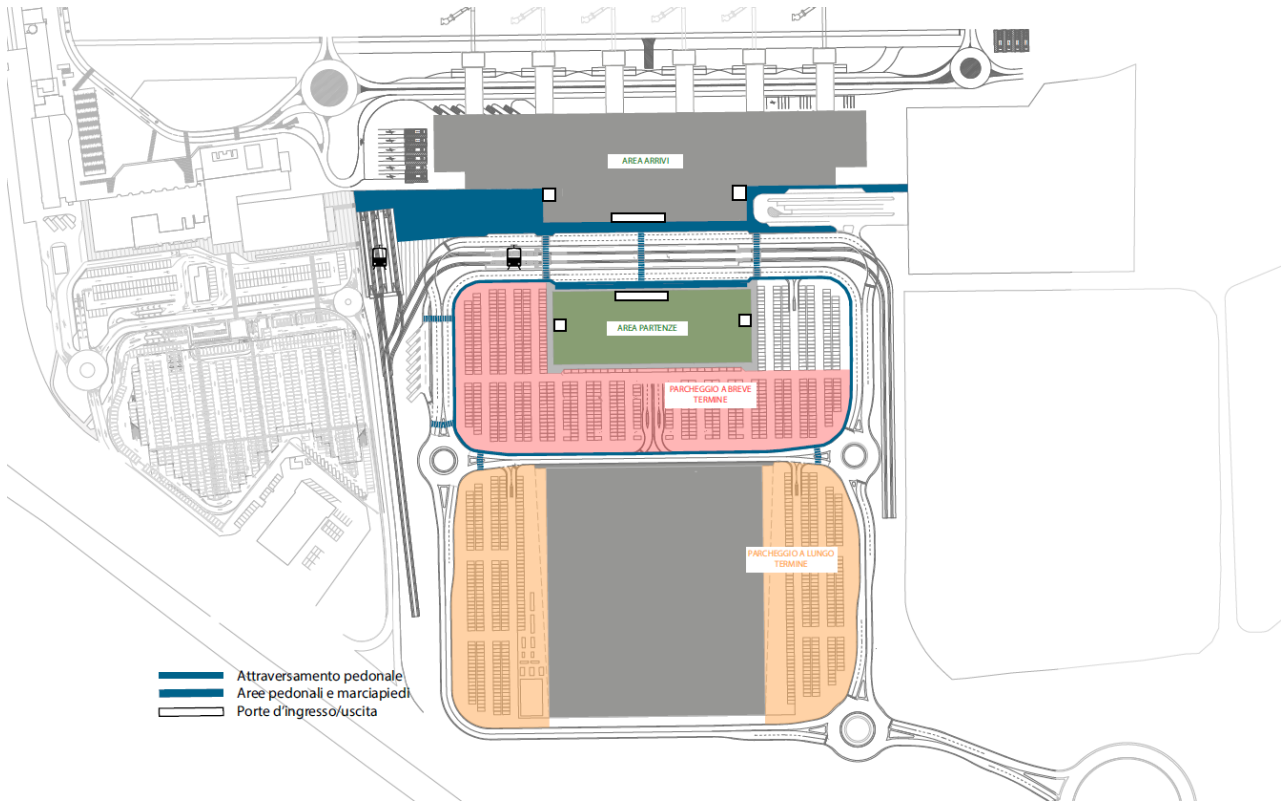 AREA ARRIVI
AREA PARTENZE
PARCHEGGIO A BREVE
TERMINE
PARCHEGGIO A LUNGO
TERMINE
Attraversamento pedonale
Aree pedonali e marciapiedi
Porte d'ingresso/uscita